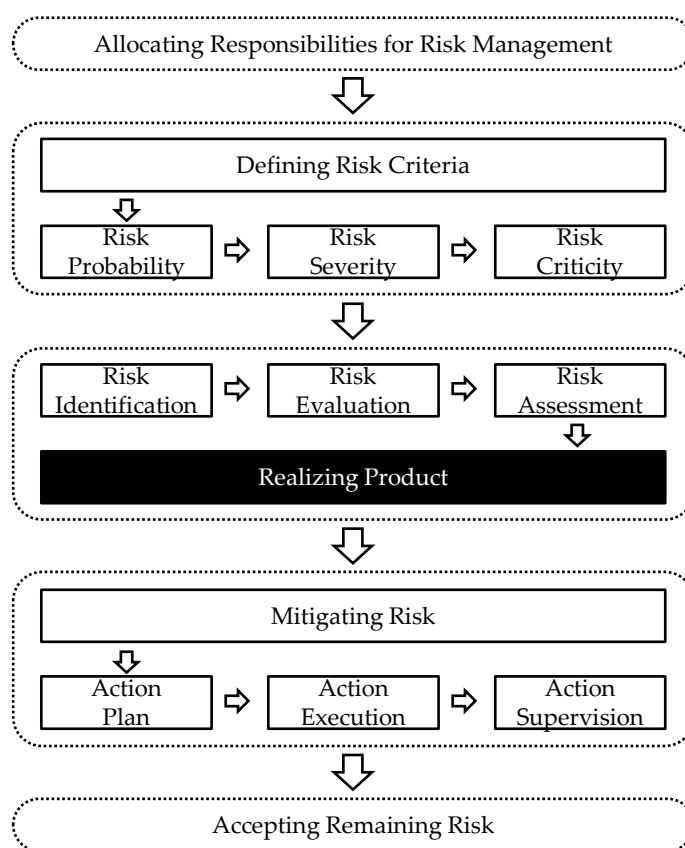 Allocating Responsibilities for Risk Management
Defining Risk Criteria
Risk
Probability
Risk
Severity
Risk
Criticity
Risk
Identification
Risk
Evaluation
Risk
Assessment
Realizing Product
Mitigating Risk
Action
Plan
Action
Execution
Action
Supervision
Accepting Remaining Risk